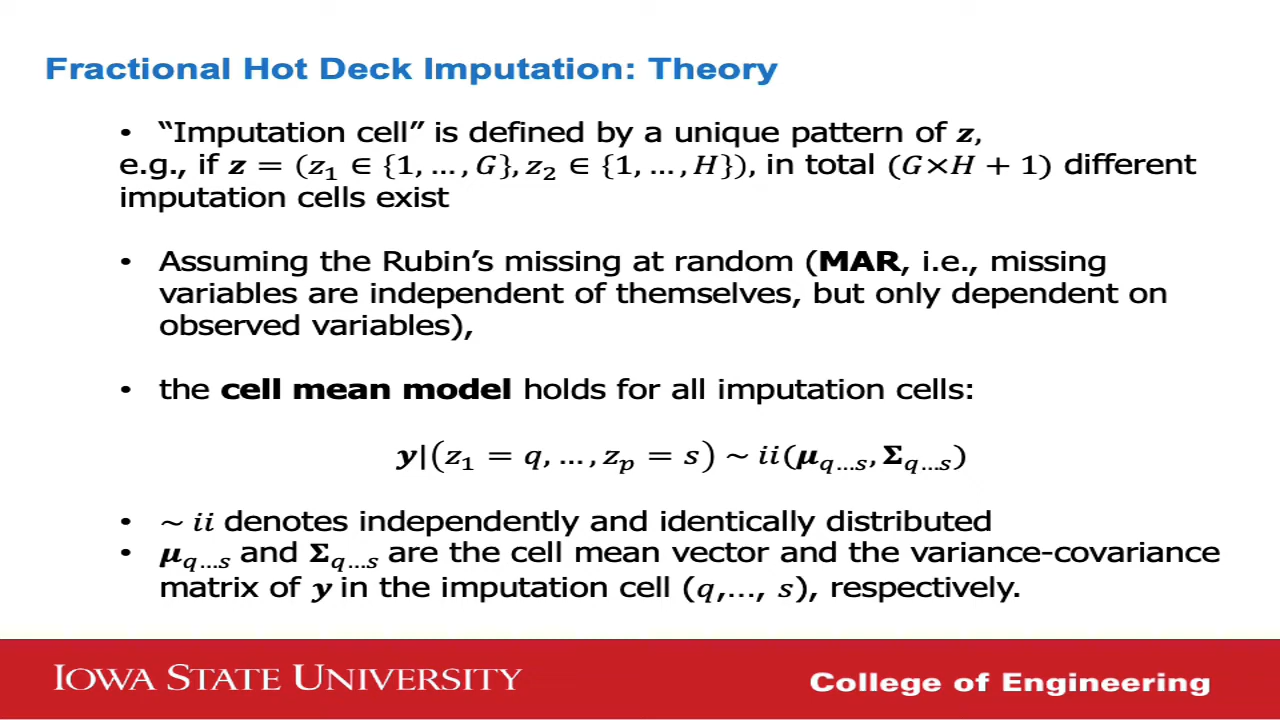 Fractional Hot Deck Imputation: Theory
• “Imputation cell” is defined by a unique pattern of z,
e.g., if z = (z₁ ∈ {1, … , G}, z₂ ∈ {1, … , H}), in total (G×H + 1) different
imputation cells exist
• Assuming the Rubin’s missing at random (MAR, i.e., missing
variables are independent of themselves, but only dependent on
observed variables),
• the cell mean model holds for all imputation cells:
y|(z₁ = q, … , zₚ = s) ~ ii(μ_q…s, Σ_q…s)
• ~ ii denotes independently and identically distributed
• μ_q…s and Σ_q…s are the cell mean vector and the variance-covariance
matrix of y in the imputation cell (q,…, s), respectively.
IOWA STATE UNIVERSITY
College of Engineering